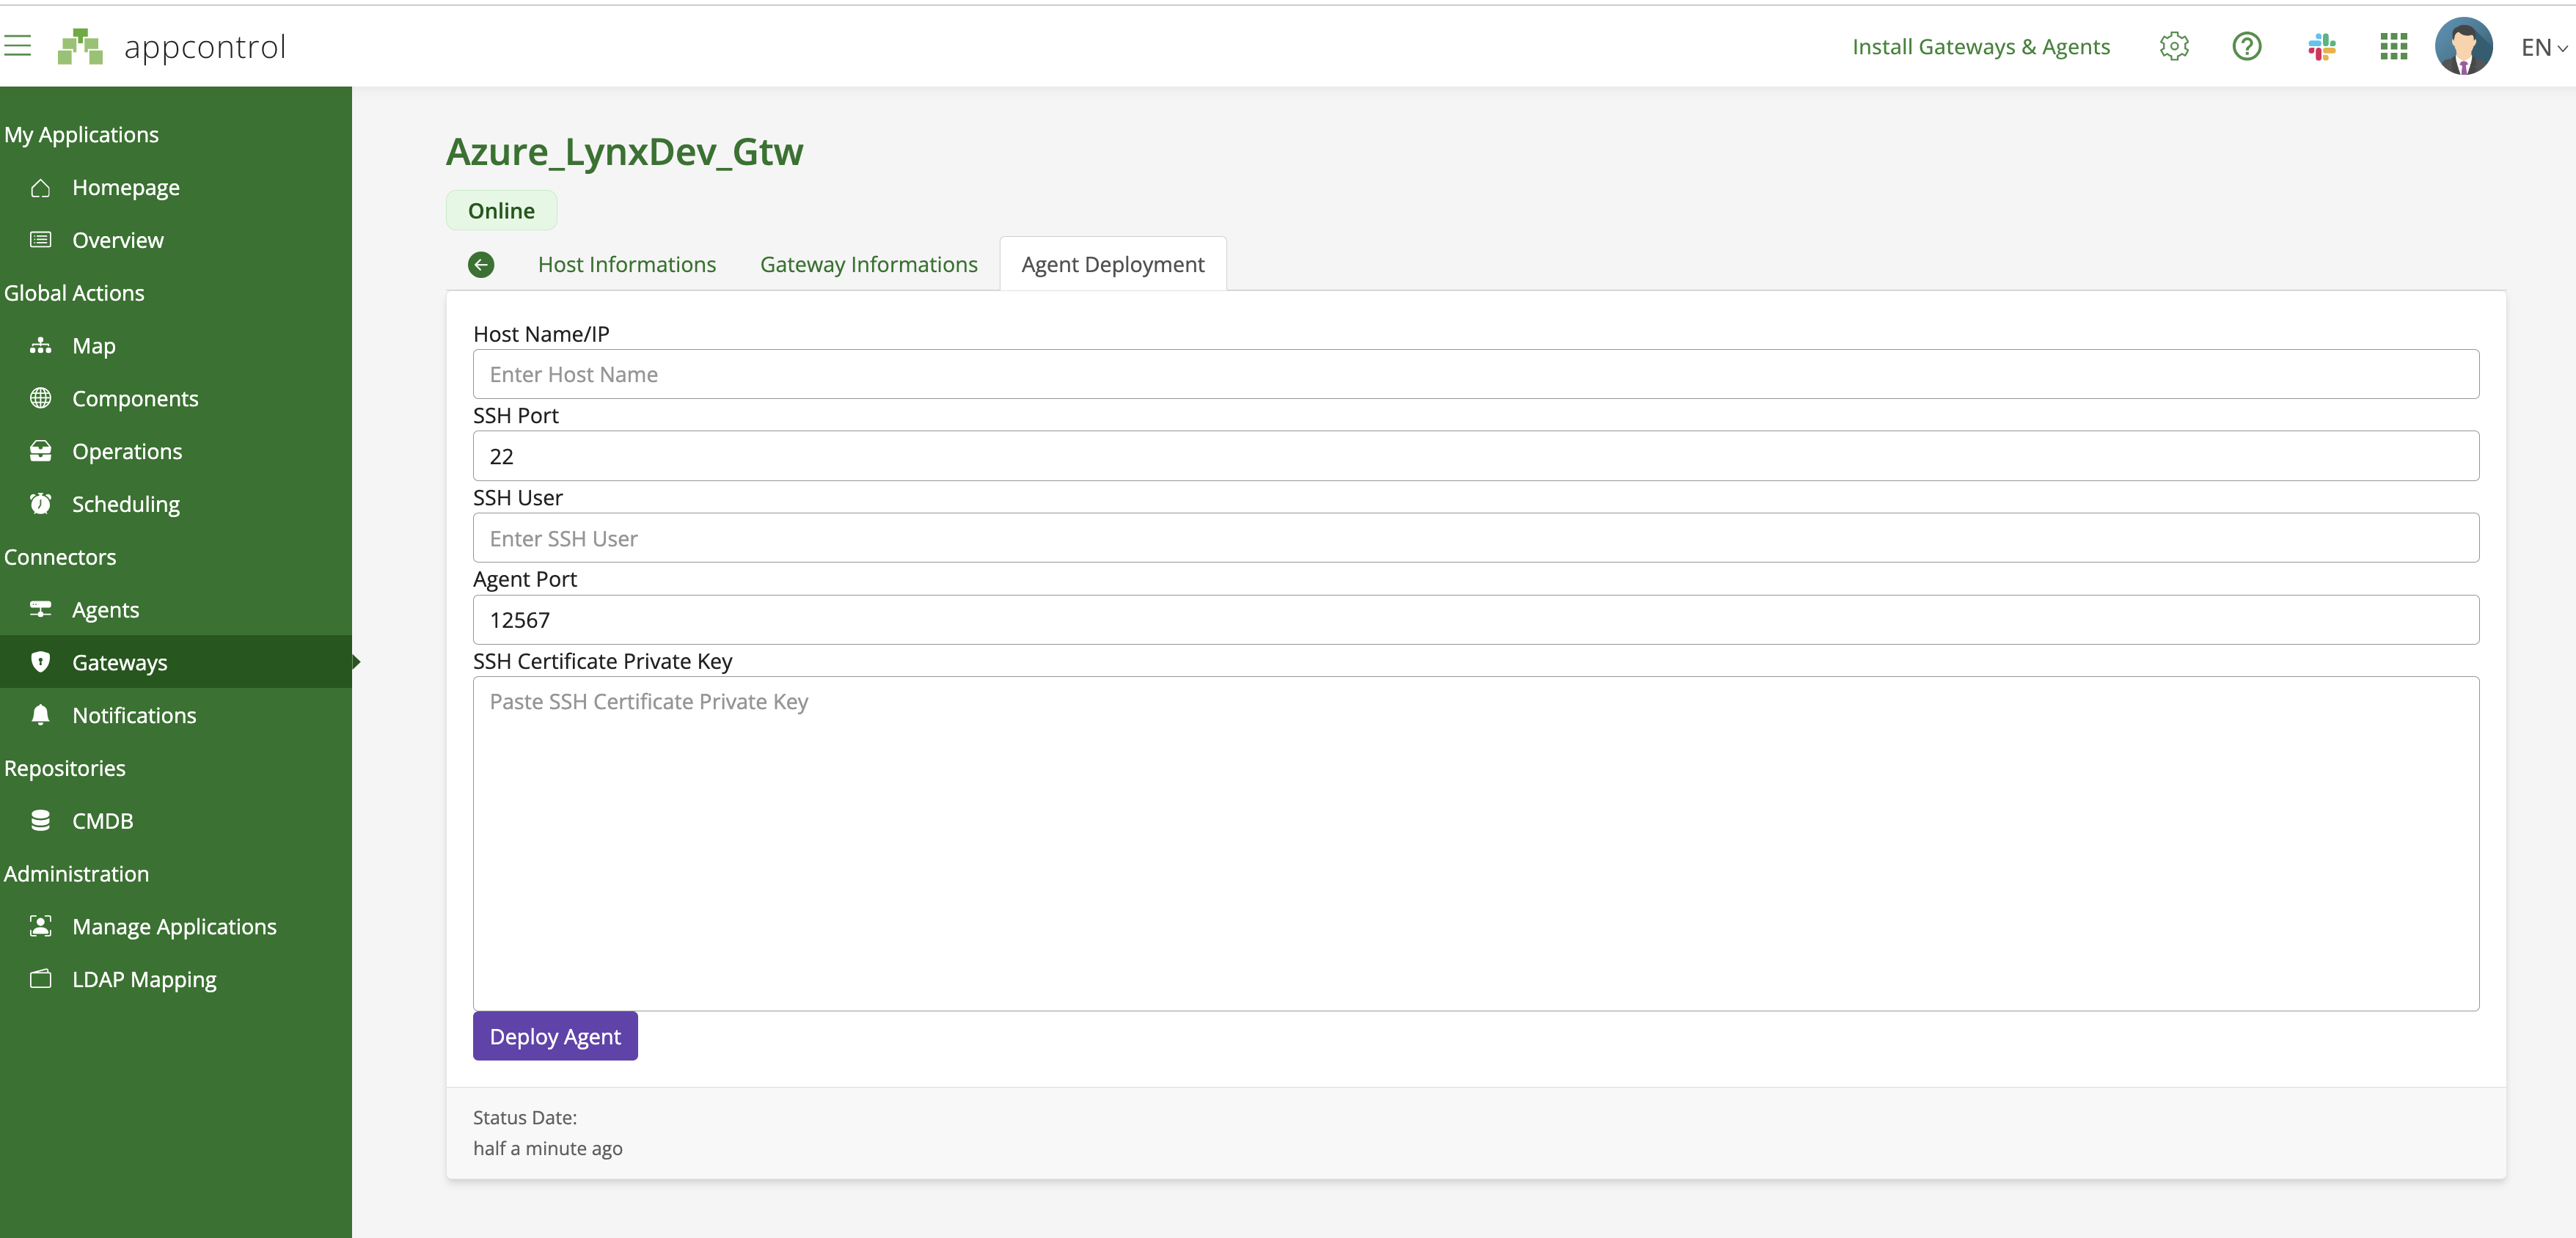 appcontrol
Install Gateways & Agents
EN
My Applications
Homepage
Overview
Global Actions
Map
Components
Operations
Scheduling
Connectors
Agents
Gateways
Notifications
Repositories
CMDB
Administration
Manage Applications
LDAP Mapping
Azure_LynxDev_Gtw
Online
Host Informations
Gateway Informations
Agent Deployment
Host Name/IP
Enter Host Name
SSH Port
22
SSH User
Enter SSH User
Agent Port
12567
SSH Certificate Private Key
Paste SSH Certificate Private Key
Deploy Agent
Status Date:
half a minute ago